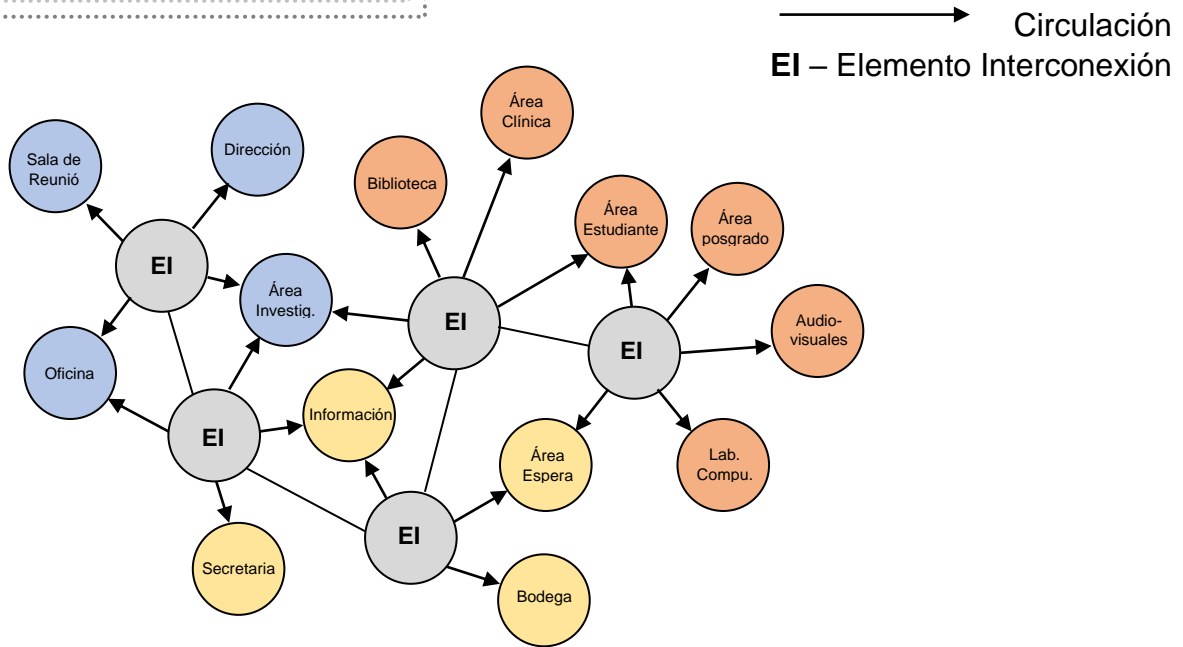 Circulación
EI – Elemento Interconexión
Área
Clínica
Sala de
Reunió
Dirección
Biblioteca
Área
Estudiante
Área
posgrado
EI
Área
Investig.
EI
EI
Audio-
visuales
Oficina
Información
EI
Área
Espera
Lab.
Compu.
EI
Secretaria
Bodega